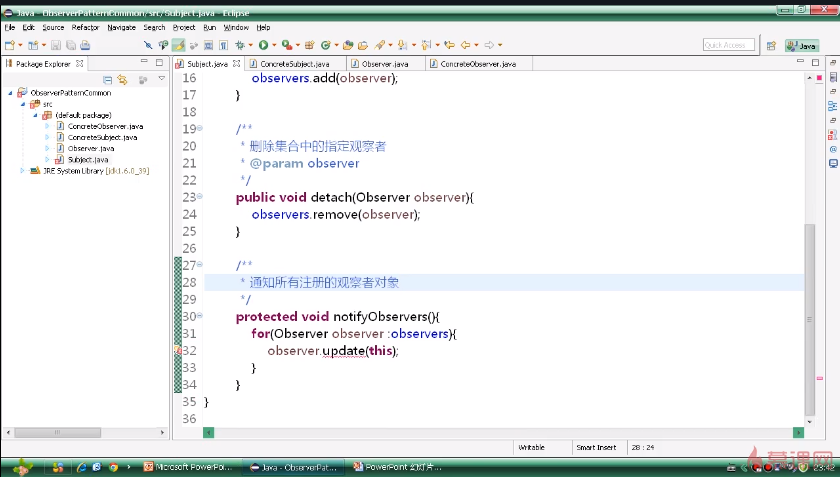 Java - ObserverPatternCommon/src/Subject.java - Eclipse
File Edit Source Refactor Navigate Search Project Run Window Help
Quick Access
Java
Package Explorer
Subject.java ConcreteSubject.java Observer.java ConcreteObserver.java
ObserverPatternCommon
src
(default package)
ConcreteObserver.java
ConcreteSubject.java
Observer.java
Subject.java
JRE System Library [jdk1.6.0_39]
16 observers.add(observer);
17 }
18
19 /**
20 * 删除集合中的指定观察者
21 * @param observer
22 */
23 public void detach(Observer observer){
24 observers.remove(observer);
25 }
26
27 /**
28 * 通知所有注册的观察者对象
29 */
30 protected void notifyObservers(){
31 for(Observer observer :observers){
32 observer.update(this);
33 }
34 }
35 }
36
Writable Smart Insert 28 : 24
Microsoft PowerPo... Java - ObserverPat... PowerPoint 幻灯片... 23:42
慕课网